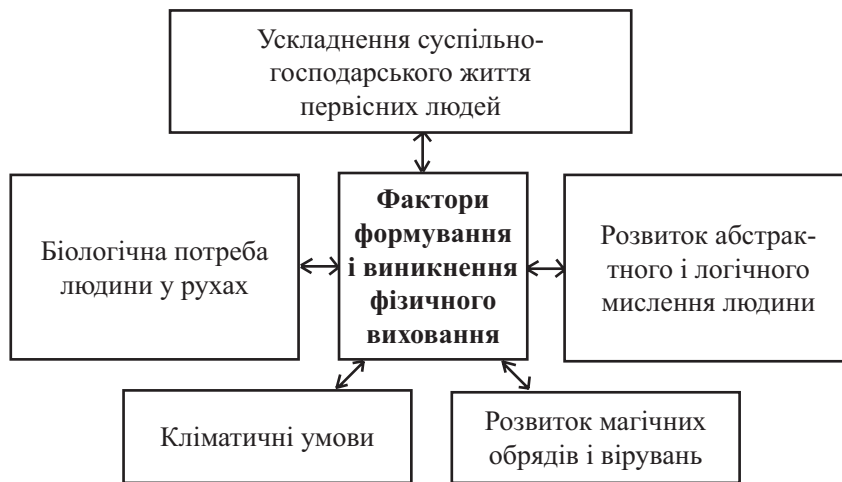 Ускладнення суспільно-
господарського життя
первісних людей
Біологічна потреба
людини у рухах
Фактори
формування
і виникнення
фізичного
виховання
Розвиток абстрак-
тного і логічного
мислення людини
Кліматичні умови
Розвиток магічних
обрядів і вірувань